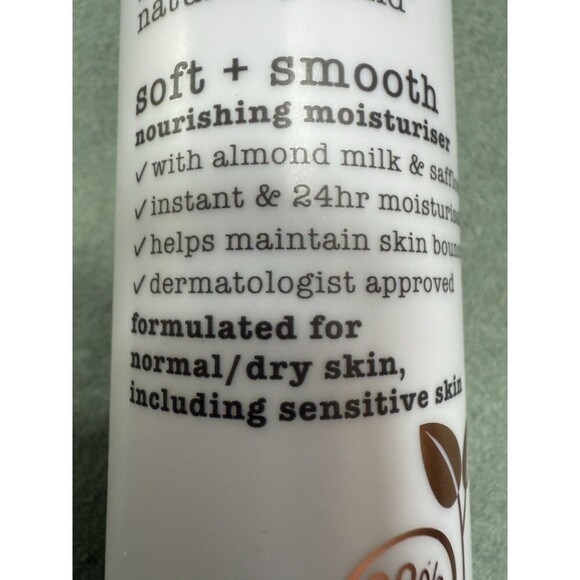 soft + smooth
nourishing moisturiser
✓with almond milk &
✓instant & 24hr
✓helps maintain skin
✓dermatologist approved
formulated for
normal/dry skin,
including sensitive skin